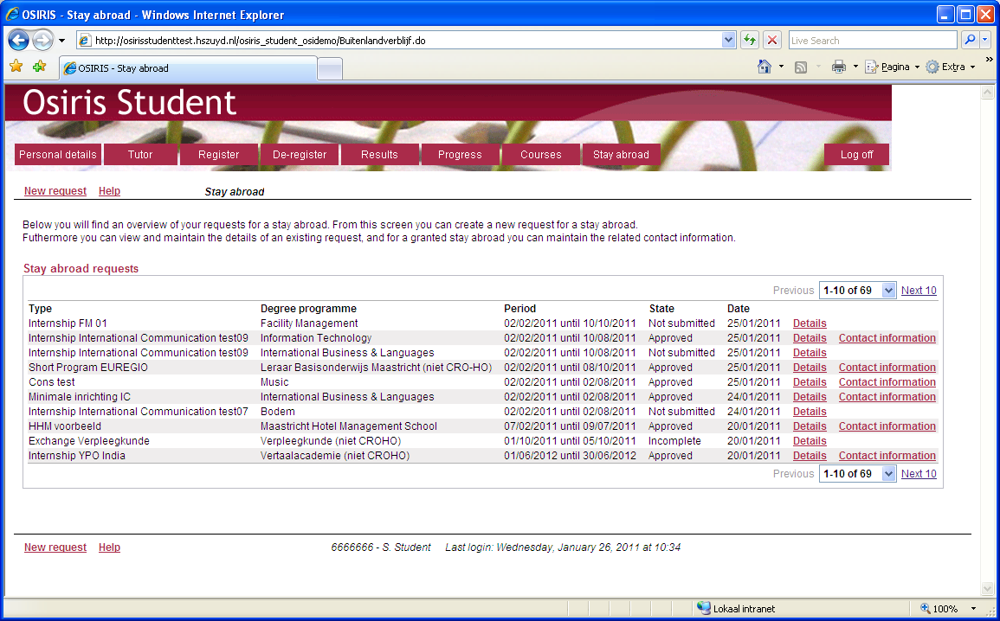 OSIRIS - Stay abroad - Windows Internet Explorer
http://osirisstudenttest.hszuyd.nl/osiris_student_osidemo/Buitenlandverblijf.do
Live Search
OSIRIS - Stay abroad
Pagina
Extra
Osiris Student
Personal details Tutor Register De-register Results Progress Courses Stay abroad Log off
New request Help Stay abroad
Below you will find an overview of your requests for a stay abroad. From this screen you can create a new request for a stay abroad.
Futhermore you can view and maintain the details of an existing request, and for a granted stay abroad you can maintain the related contact information.
Stay abroad requests
Previous 1-10 of 69 Next 10
Type Degree programme Period State Date
Internship FM 01 Facility Management 02/02/2011 until 10/10/2011 Not submitted 25/01/2011 Details
Internship International Communication test09 Information Technology 02/02/2011 until 10/08/2011 Approved 25/01/2011 Details Contact information
Internship International Communication test09 International Business & Languages 02/02/2011 until 10/08/2011 Not submitted 25/01/2011 Details
Short Program EUREGIO Leraar Basisonderwijs Maastricht (niet CRO-HO) 02/02/2011 until 08/10/2011 Approved 25/01/2011 Details Contact information
Cons test Music 02/02/2011 until 02/08/2011 Approved 25/01/2011 Details Contact information
Minimale inrichting IC International Business & Languages 02/02/2011 until 02/08/2011 Approved 24/01/2011 Details Contact information
Internship International Communication test07 Bodem 02/02/2011 until 02/08/2011 Not submitted 24/01/2011 Details
HHM voorbeeld Maastricht Hotel Management School 07/02/2011 until 09/07/2011 Approved 20/01/2011 Details Contact information
Exchange Verpleegkunde Verpleegkunde (niet CROHO) 01/10/2011 until 05/10/2011 Incomplete 20/01/2011 Details
Internship YPO India Vertaalacademie (niet CROHO) 01/06/2012 until 30/06/2012 Approved 20/01/2011 Details Contact information
Previous 1-10 of 69 Next 10
New request Help 6666666 - S. Student Last login: Wednesday, January 26, 2011 at 10:34
Lokaal intranet 100%